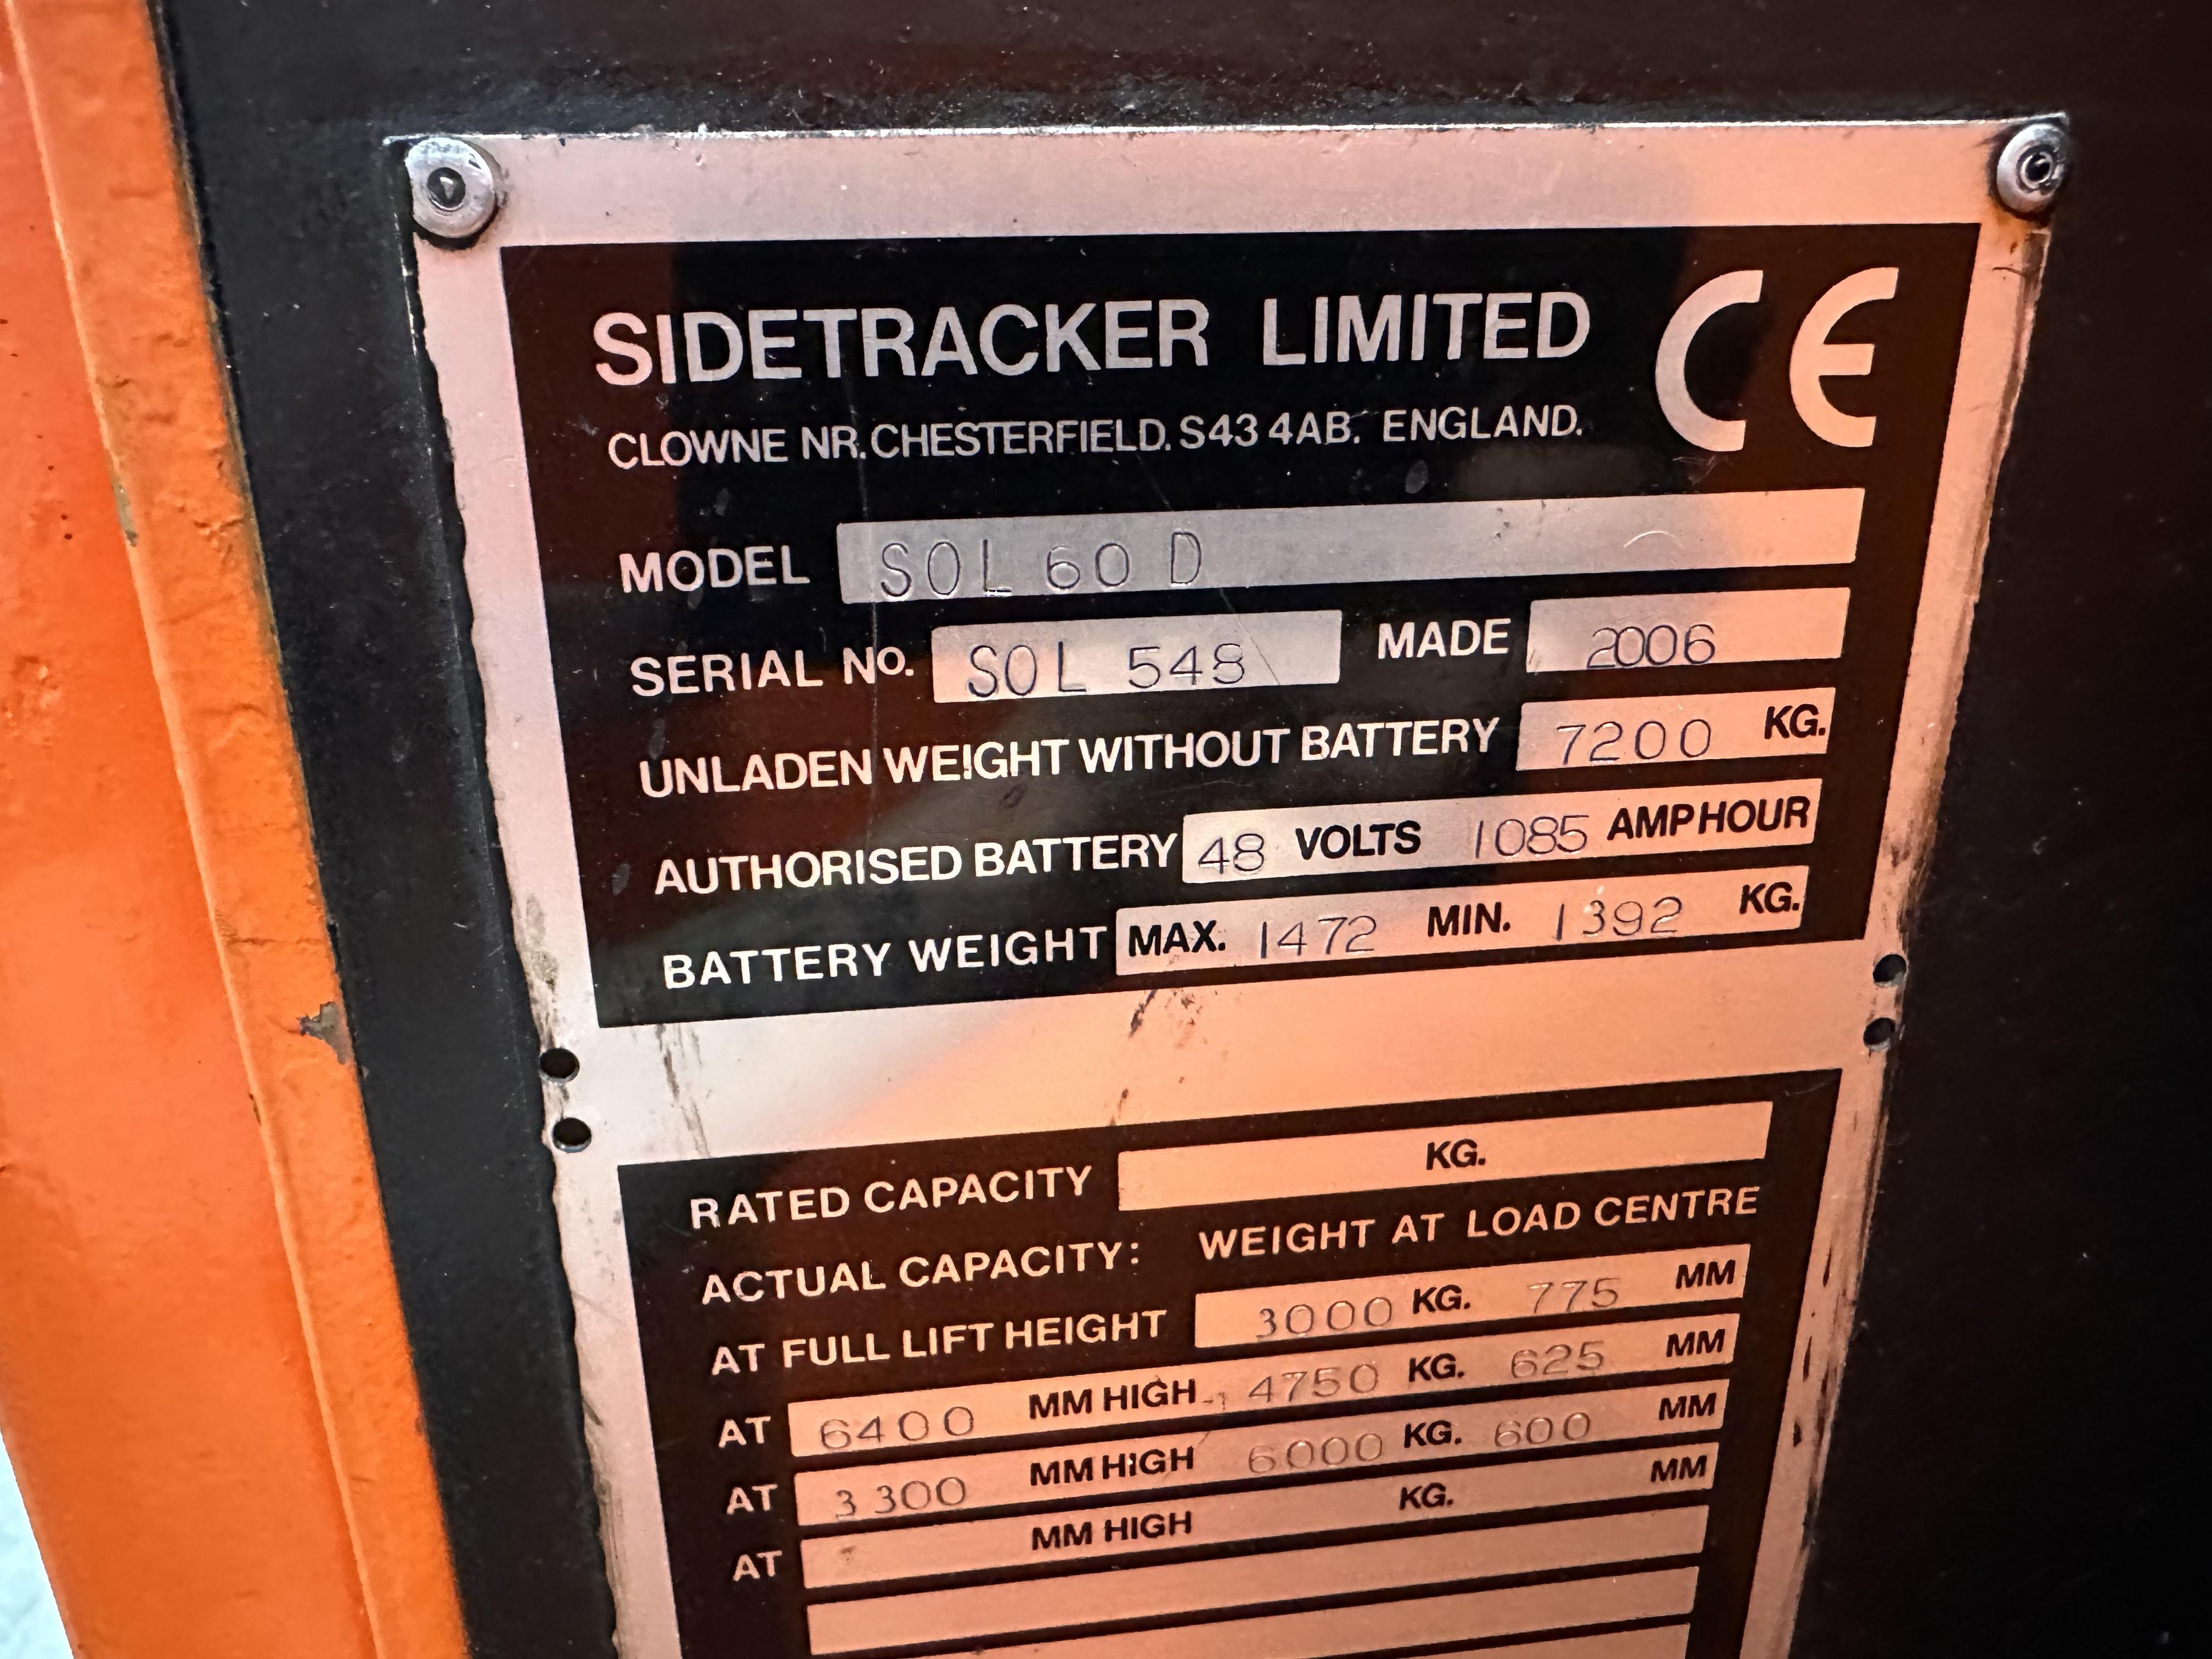 SIDETRACKER LIMITED CE
CLOWNE NR. CHESTERFIELD. S43 4AB. ENGLAND.
MODEL SOL 60 D
SERIAL No. SOL 548 MADE 2006
UNLADEN WEIGHT WITHOUT BATTERY 7200 KG.
AUTHORISED BATTERY 48 VOLTS 1085 AMP HOUR
BATTERY WEIGHT MAX. 1472 MIN. 1392 KG.
RATED CAPACITY KG.
ACTUAL CAPACITY: WEIGHT AT LOAD CENTRE
AT FULL LIFT HEIGHT 3000 KG. 775 MM
AT 6400 MM HIGH 4750 KG. 625 MM
AT 3300 MM HIGH 6000 KG. 600 MM
AT MM HIGH KG. MM